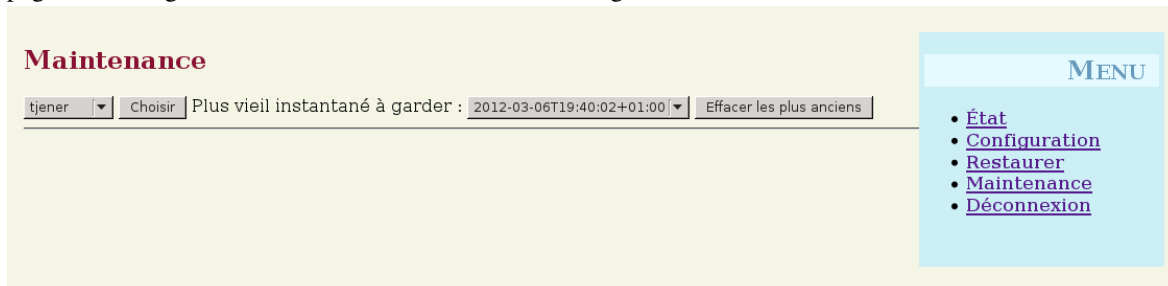 Maintenance
tjener Choisir Plus vieil instantané à garder : 2012-03-06T19:40:02+01:00 Effacer les plus anciens
MENU
État
Configuration
Restaurer
Maintenance
Déconnexion